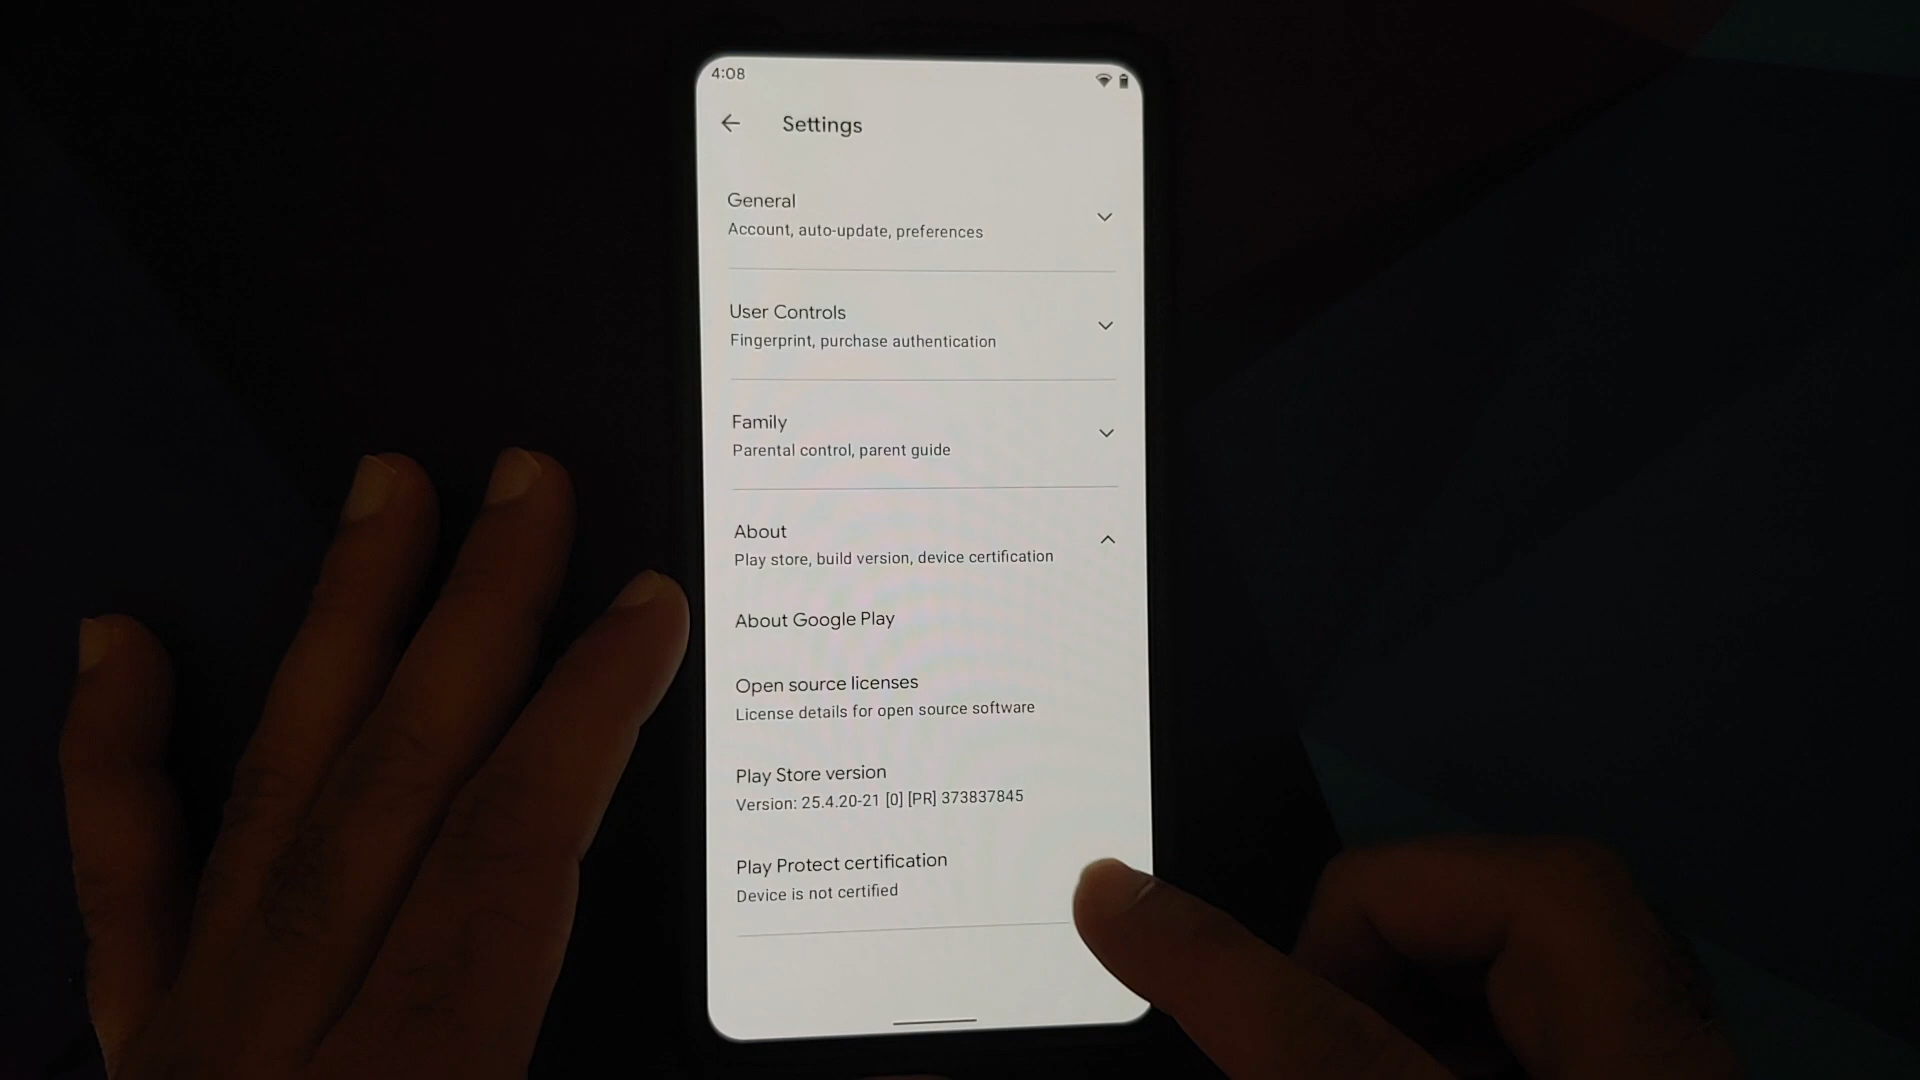 4:08
Settings
General
Account, auto-update, preferences
User Controls
Fingerprint, purchase authentication
Family
Parental control, parent guide
About
Play store, build version, device certification
About Google Play
Open source licenses
License details for open source software
Play Store version
Version: 25.4.20-21 [0] [PR] 373837845
Play Protect certification
Device is not certified